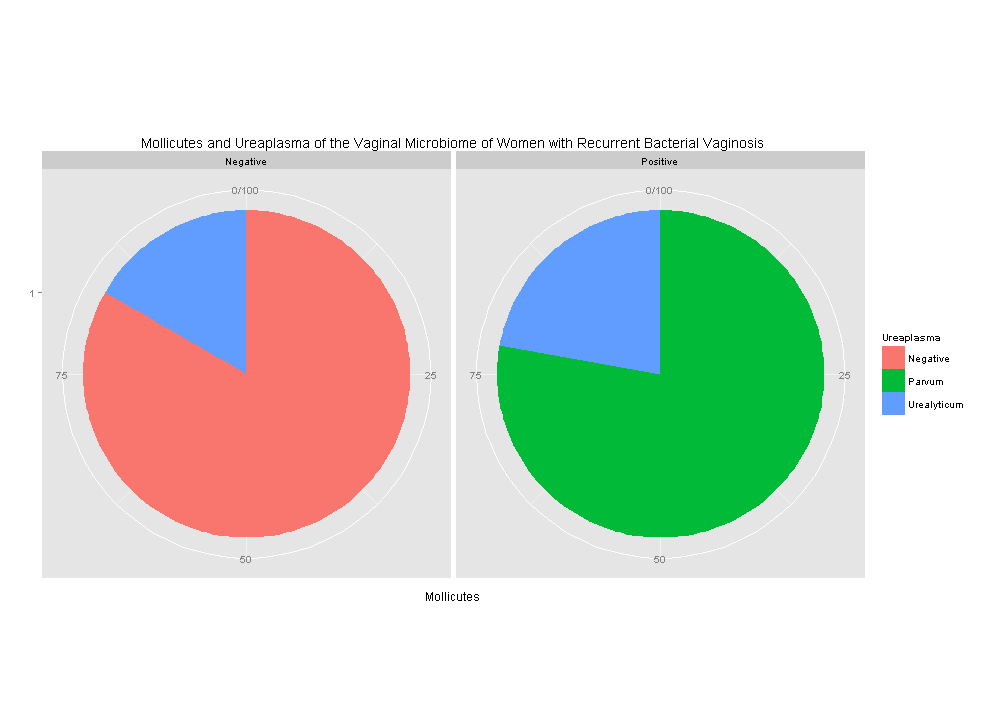 Mollicutes and Ureaplasma of the Vaginal Microbiome of Women with Recurrent Bacterial Vaginosis
Negative
Positive
0/100
0/100
1
75
25
75
25
50
50
Mollicutes
Ureaplasma
Negative
Parvum
Urealyticum